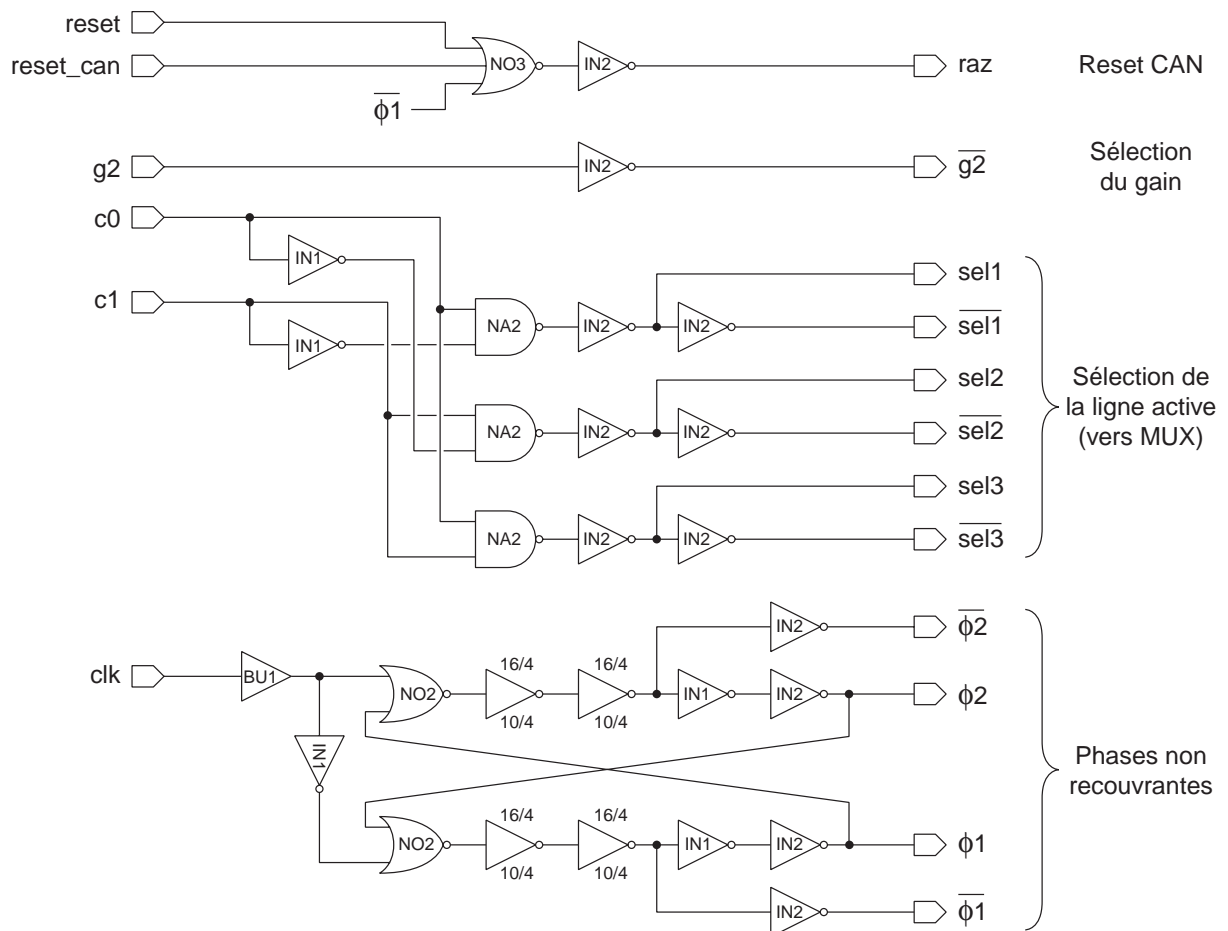 reset
reset_can
NO3
IN2
raz
Reset CAN
ϕ1
g2
IN2
g2
Sélection
du gain
c0
IN1
c1
IN1
NA2
IN2
sel1
IN2
sel1
NA2
IN2
sel2
IN2
sel2
NA2
IN2
sel3
IN2
sel3
Sélection de
la ligne active
(vers MUX)
IN2
ϕ2
clk
BU1
NO2
16/4
10/4
16/4
10/4
IN1
IN2
ϕ2
IN1
NO2
16/4
10/4
16/4
10/4
IN1
IN2
ϕ1
IN2
ϕ1
Phases non
recouvrantes